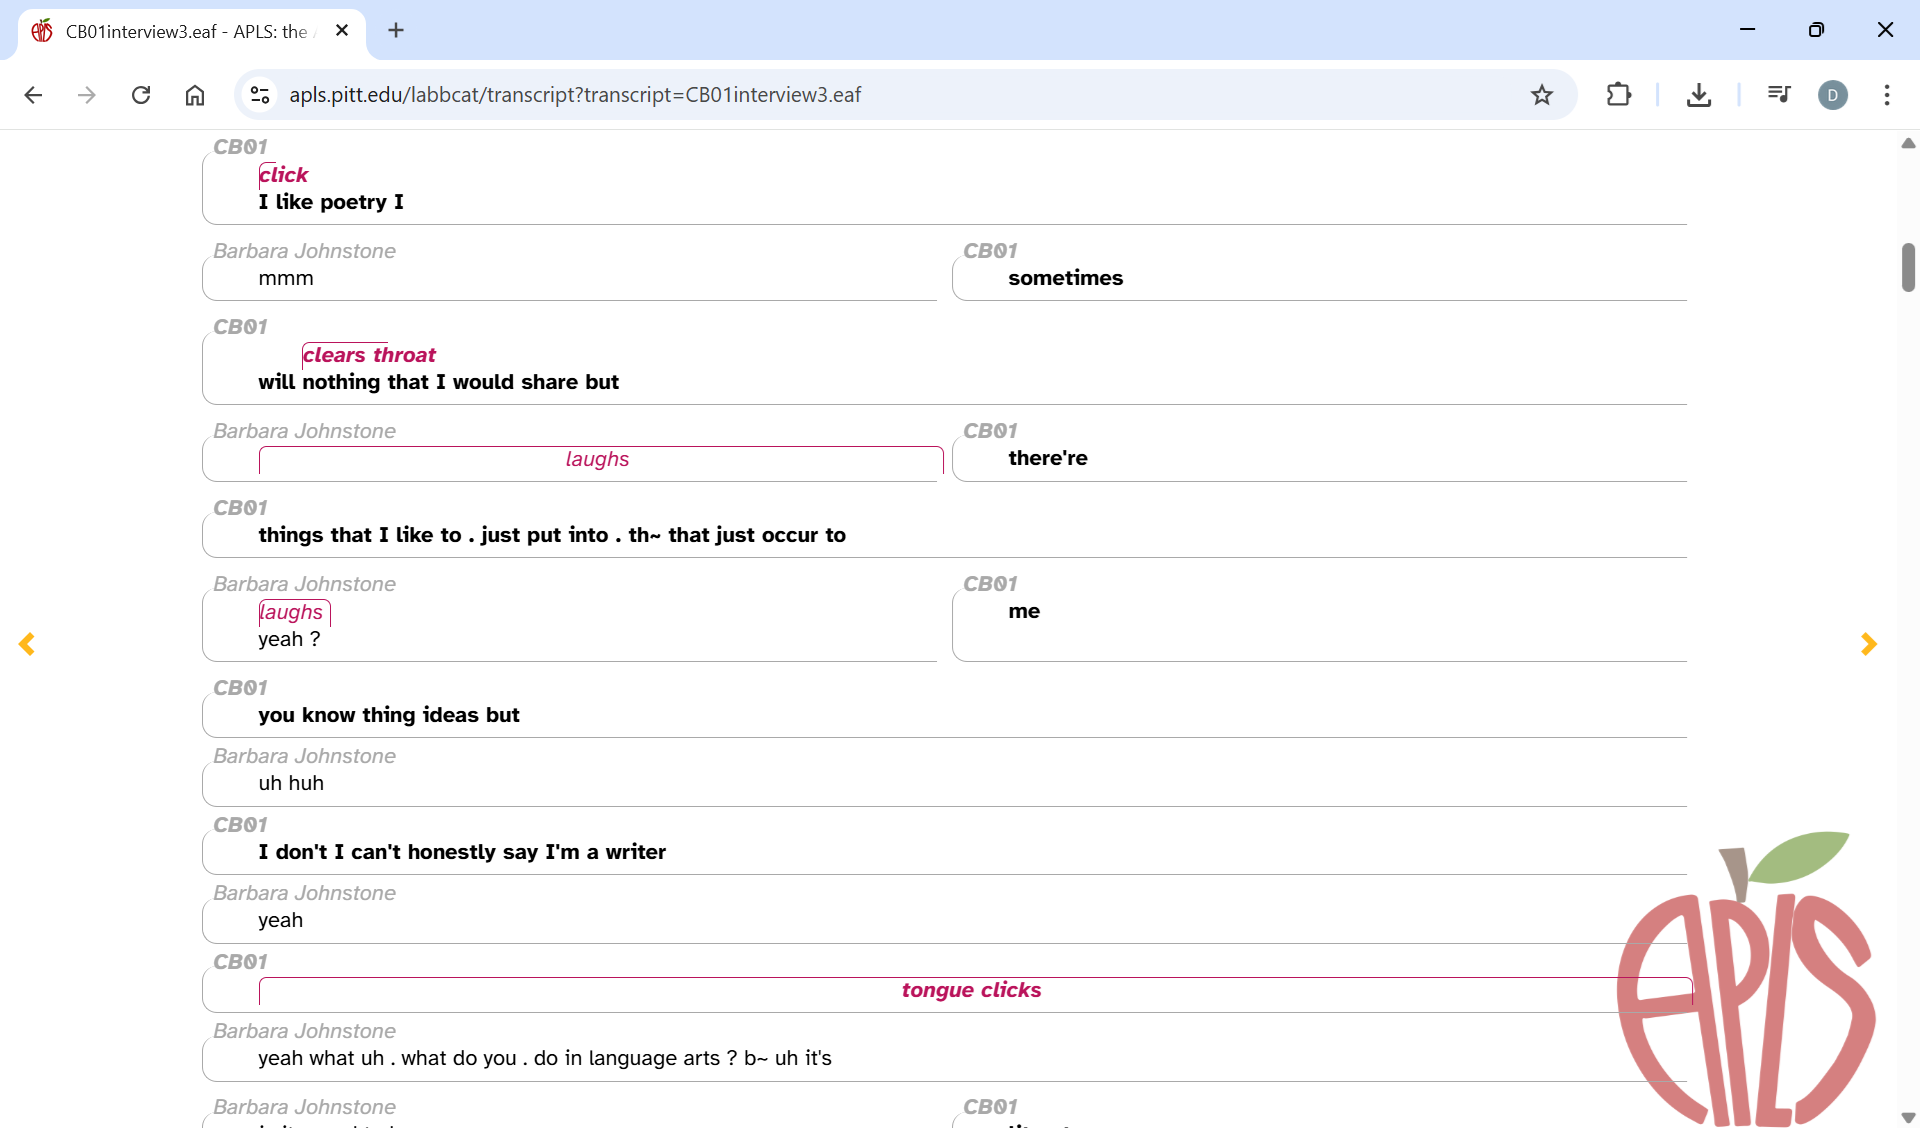 CB01interview3.eaf - APLS: the
apls.pitt.edu/labbcat/transcript?transcript=CB01interview3.eaf
D
CB01
click
I like poetry I
Barbara Johnstone
mmm
CB01
sometimes
CB01
clears throat
will nothing that I would share but
Barbara Johnstone
laughs
CB01
there're
CB01
things that I like to . just put into . th~ that just occur to
Barbara Johnstone
laughs
yeah ?
CB01
me
CB01
you know thing ideas but
Barbara Johnstone
uh huh
CB01
I don't I can't honestly say I'm a writer
Barbara Johnstone
yeah
CB01
tongue clicks
Barbara Johnstone
yeah what uh . what do you . do in language arts ? b~ uh it's
Barbara Johnstone
CB01
APLS